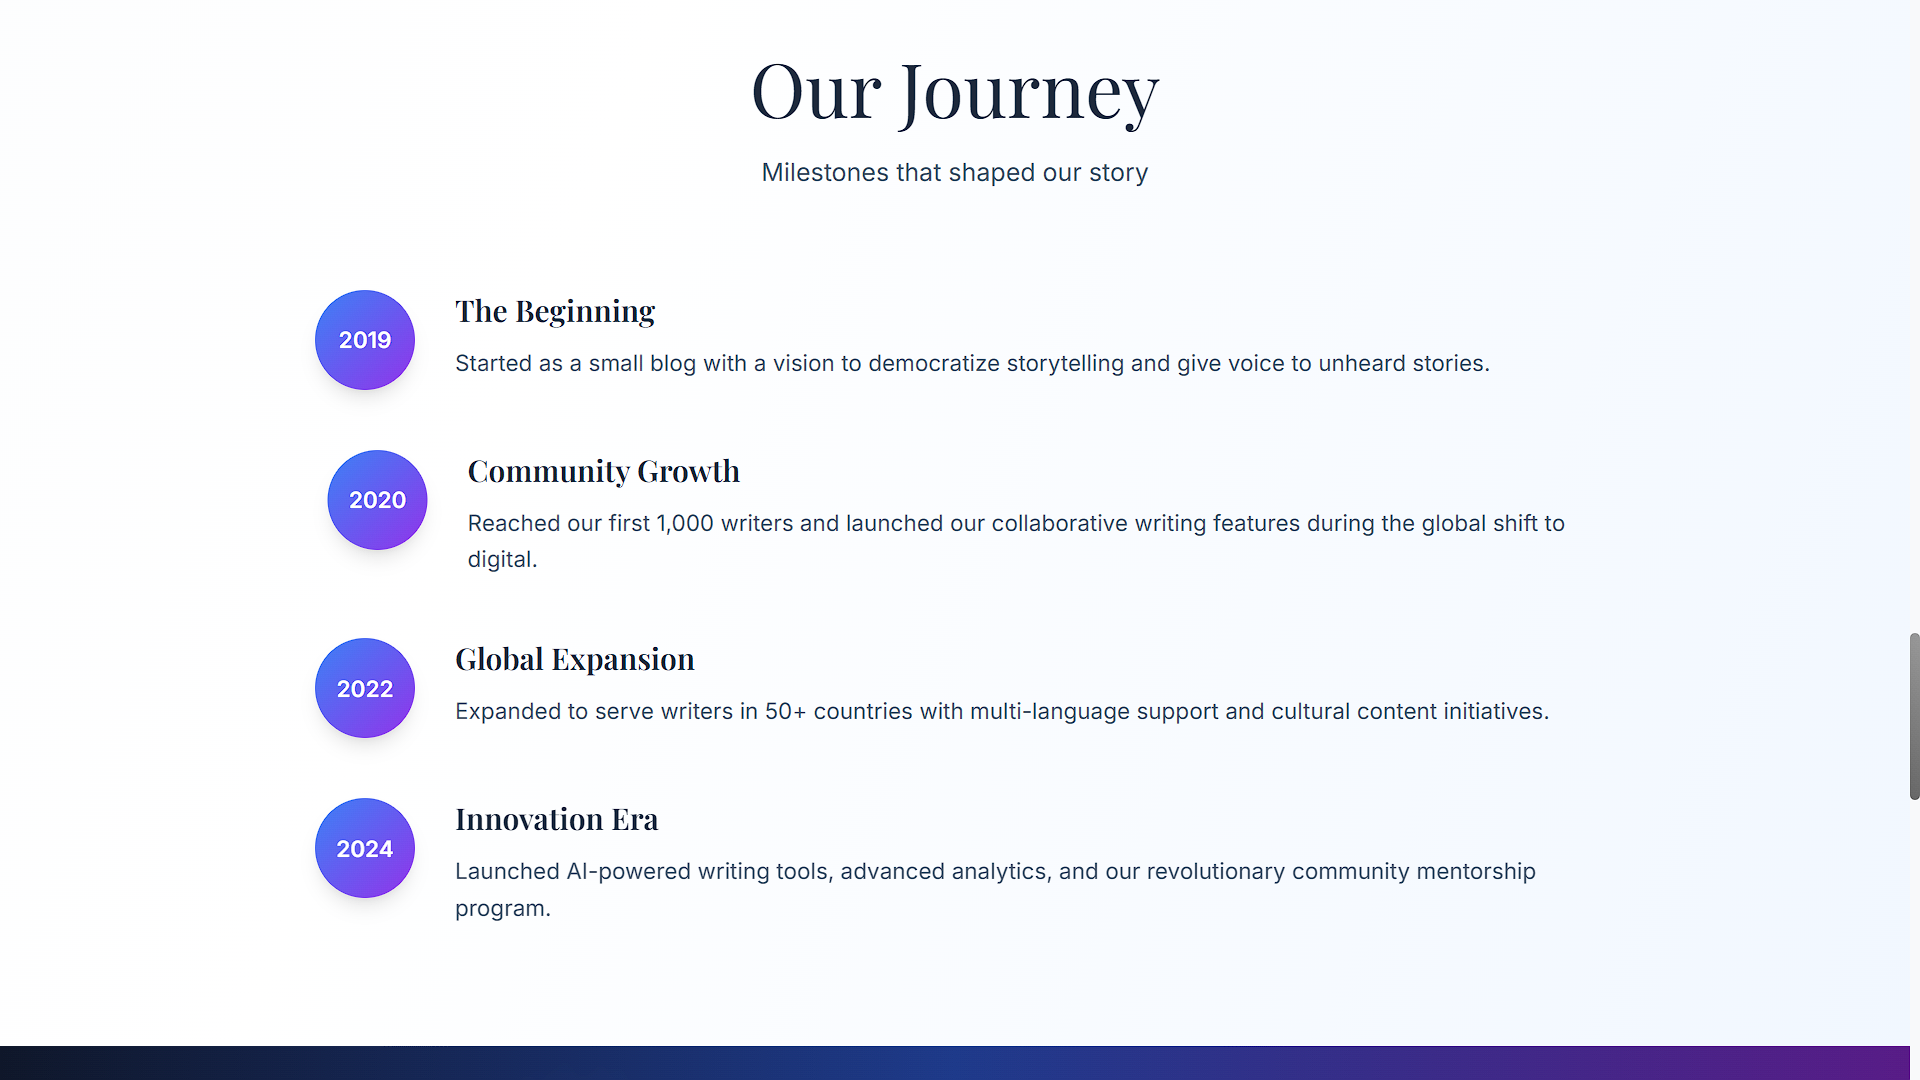 Our Journey
Milestones that shaped our story
2019
The Beginning
Started as a small blog with a vision to democratize storytelling and give voice to unheard stories.
2020
Community Growth
Reached our first 1,000 writers and launched our collaborative writing features during the global shift to
digital.
2022
Global Expansion
Expanded to serve writers in 50+ countries with multi-language support and cultural content initiatives.
2024
Innovation Era
Launched AI-powered writing tools, advanced analytics, and our revolutionary community mentorship
program.